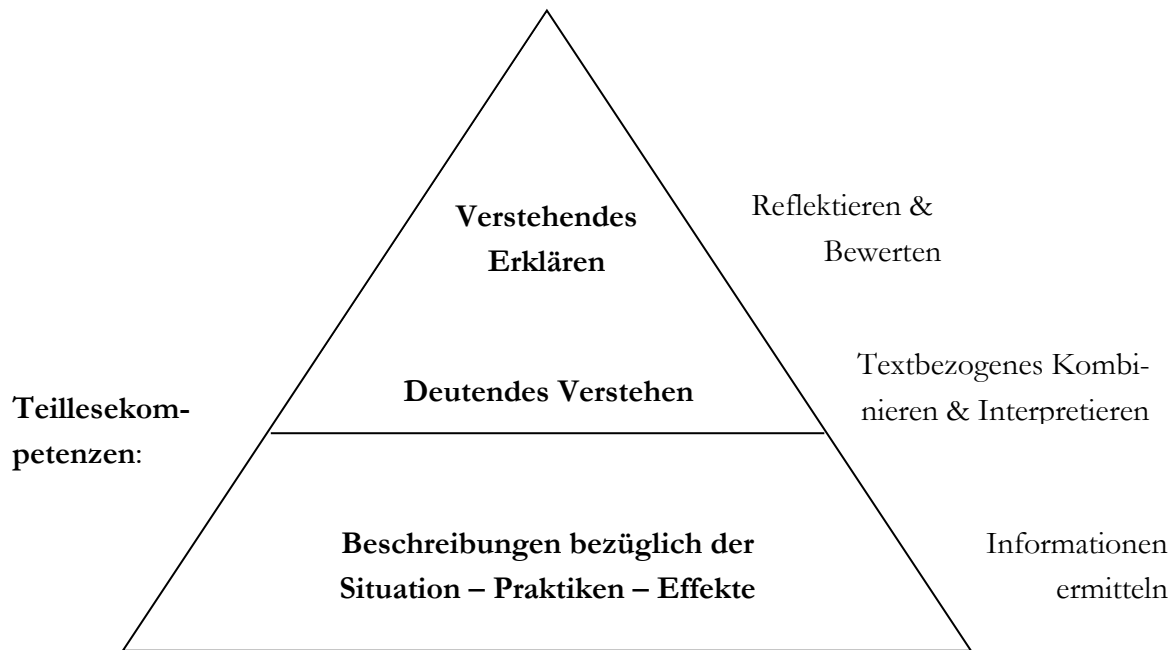 Verstehendes
Erklären
Reflektieren &
Bewerten
Deutendes Verstehen
Textbezogenes Kombi-
nieren & Interpretieren
Teillesekom-
petenzen:
Beschreibungen bezüglich der
Situation – Praktiken – Effekte
Informationen
ermitteln